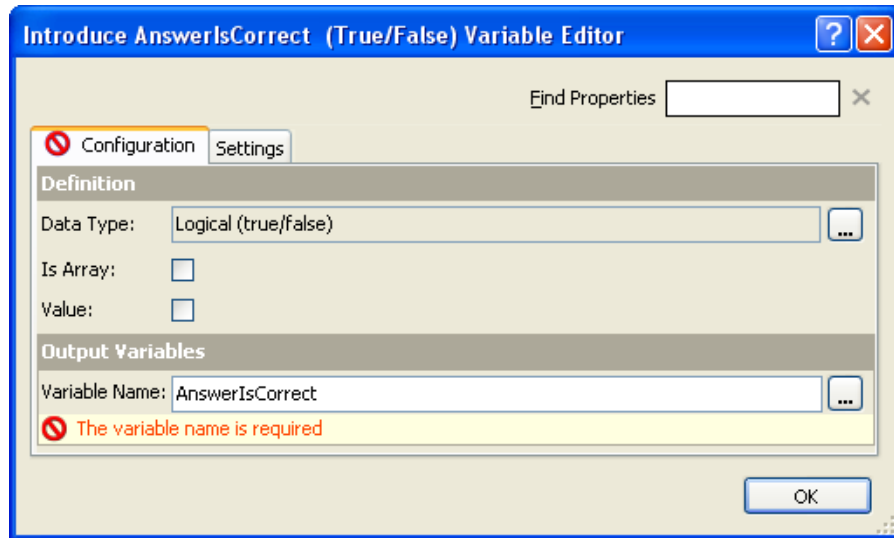 Introduce AnswerIsCorrect (True/False) Variable Editor
Find Properties
Configuration Settings
Definition
Data Type: Logical (true/false) ...
Is Array:
Value:
Output Variables
Variable Name: AnswerIsCorrect ...
The variable name is required
OK